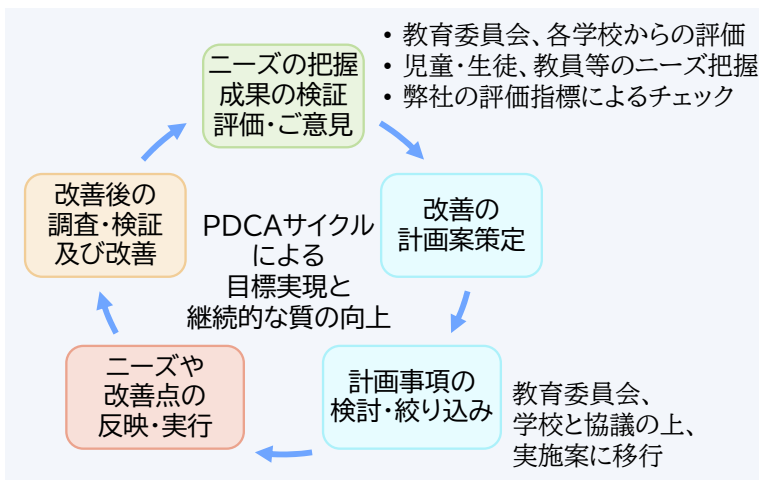 ニーズの把握
成果の検証
評価・ご意見
• 教育委員会、各学校からの評価
• 児童・生徒、教員等のニーズ把握
• 弊社の評価指標によるチェック
改善の
計画案策定
計画事項の
検討・絞り込み
教育委員会、
学校と協議の上、
実施案に移行
ニーズや
改善点の
反映・実行
改善後の
調査・検証
及び改善
PDCAサイクル
による
目標実現と
継続的な質の向上